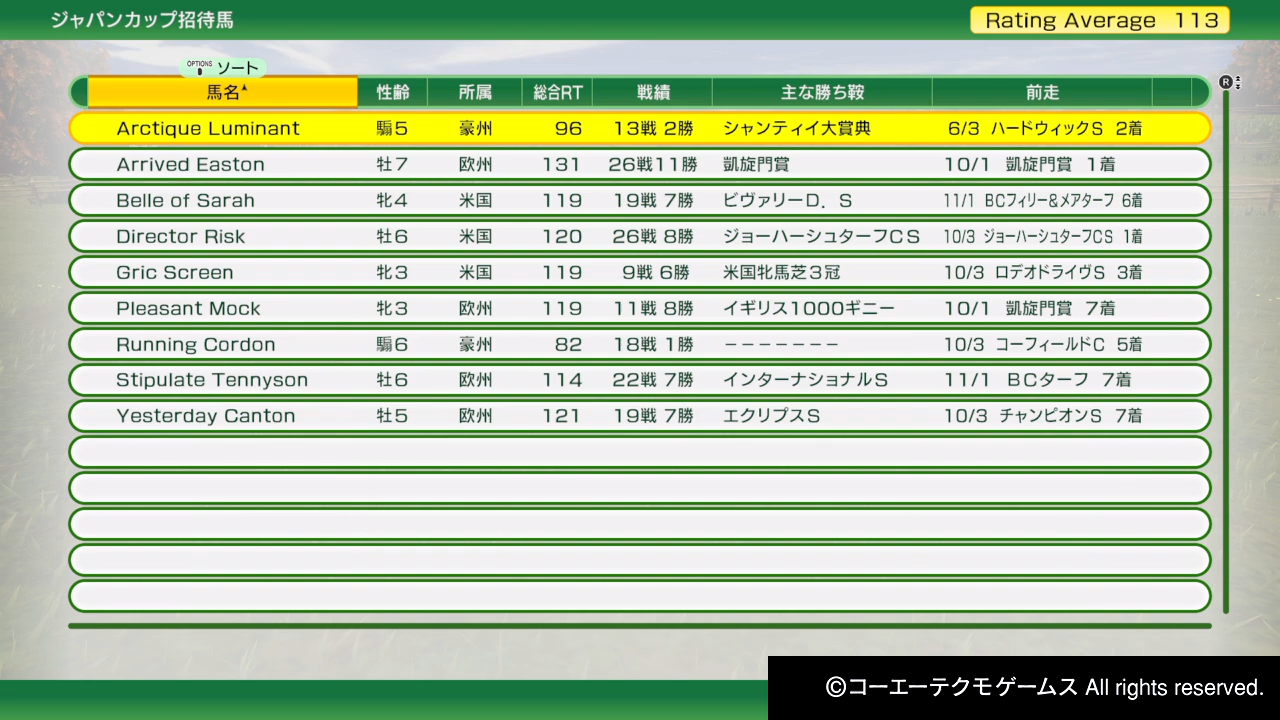 ジャパンカップ招待馬
Rating Average 113
OPTIONS ソート
馬名 性齢 所属 総合RT 戦績 主な勝ち鞍 前走
R
Arctique Luminant 騸5 豪州 96 13戦 2勝 シャンティイ大賞典 6/3 ハードウィックS 2着
Arrived Easton 牡7 欧州 131 26戦11勝 凱旋門賞 10/1 凱旋門賞 1着
Belle of Sarah 牝4 米国 119 19戦 7勝 ビヴァリーD．S 11/1 BCフィリー&メアターフ 6着
Director Risk 牡6 米国 120 26戦 8勝 ジョーハーシュターフCS 10/3 ジョーハーシュターフCS 1着
Gric Screen 牝3 米国 119 9戦 6勝 米国牝馬芝3冠 10/3 ロデオドライヴS 3着
Pleasant Mock 牝3 欧州 119 11戦 8勝 イギリス1000ギニー 10/1 凱旋門賞 7着
Running Cordon 騸6 豪州 82 18戦 1勝 ------- 10/3 コーフィールドC 5着
Stipulate Tennyson 牡6 欧州 114 22戦 7勝 インターナショナルS 11/1 BCターフ 7着
Yesterday Canton 牡5 欧州 121 19戦 7勝 エクリプスS 10/3 チャンピオンS 7着
©コーエーテクモゲームス All rights reserved.